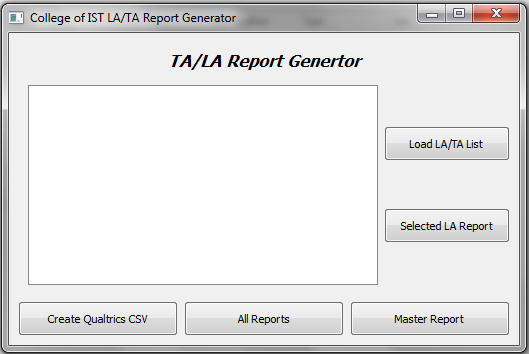 College of IST LA/TA Report Generator
TA/LA Report Genertor
Load LA/TA List
Selected LA Report
Create Qualtrics CSV
All Reports
Master Report